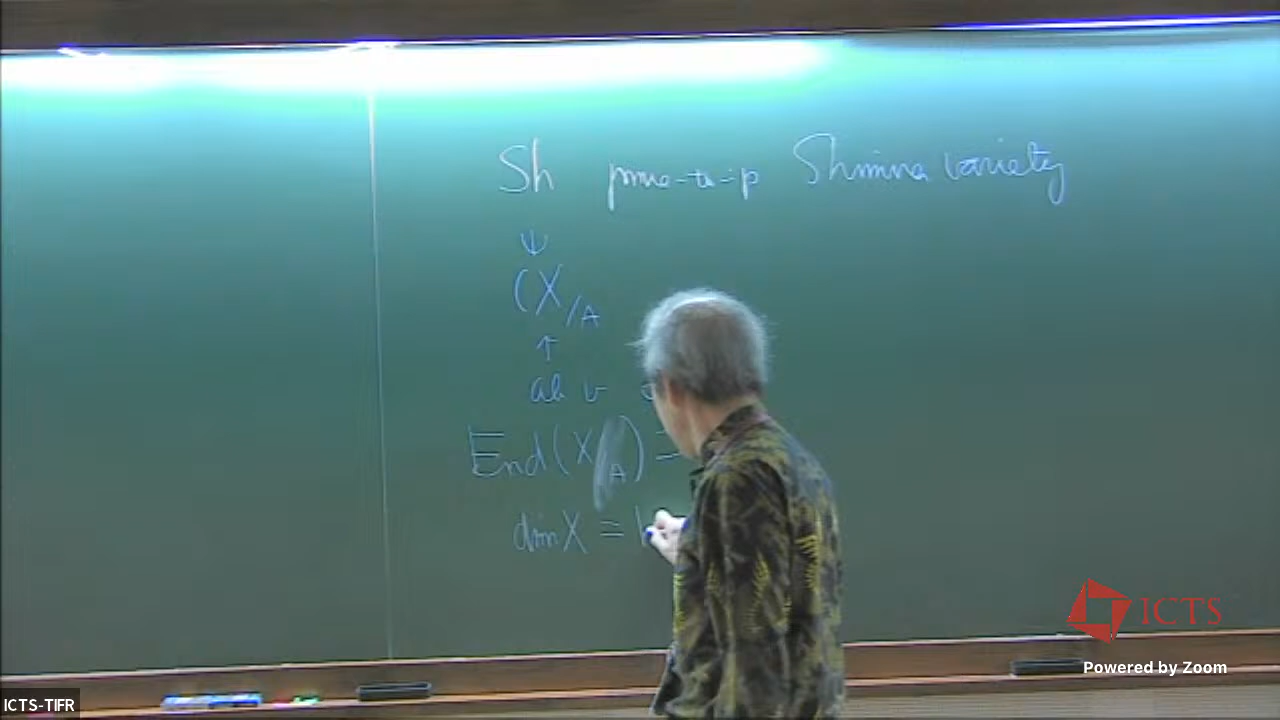 Sh prime-to-p Shimura variety
ψ
(X/A
↑
ab v
End(X/A) =
dim X =
ICTS
Powered by Zoom
ICTS-TIFR